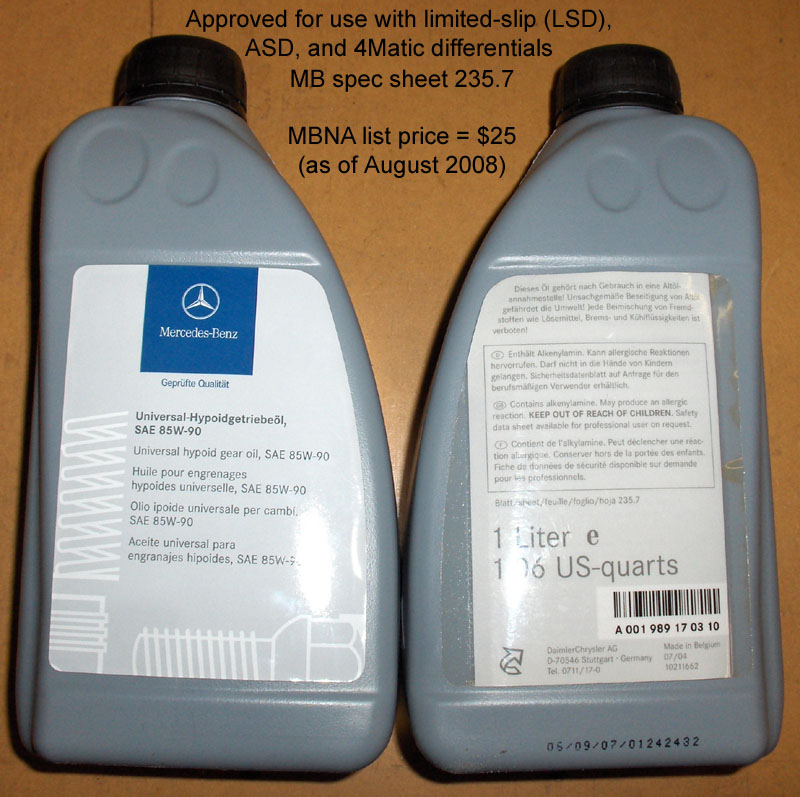 Approved for use with limited-slip (LSD),
ASD, and 4Matic differentials
MB spec sheet 235.7
MBNA list price = $25
(as of August 2008)
Mercedes-Benz
Geprüfte Qualität
Universal-Hypoidgetriebeöl,
SAE 85W-90
Universal hypoid gear oil, SAE 85W-90
Huile pour engrenages
hypoides universelle, SAE 85W-90
Olio ipoide universale per cambi,
SAE 85W-90
Aceite universal para
engranajes hipoides, SAE 85W-9
Dieses Öl gehört nach Gebrauch in eine Altöl-
annahmestelle! Unsachgemäße Beseitigung von Altöl
gefährdet die Umwelt! Jede Beimischung von Fremd-
stoffen wie Lösemittel, Brems- und Kühlflüssigkeiten ist
verboten!
D Enthält Alkenylamin. Kann allergische Reaktionen
hervorrufen. Darf nicht in die Hände von Kindern
gelangen. Sicherheitsdatenblatt auf Anfrage für den
berufsmäßigen Verwender erhältlich.
GB Contains alkenylamine. May produce an allergic
reaction. KEEP OUT OF REACH OF CHILDREN. Safety
data sheet available for professional user on request.
F Contient de l'alkylamine. Peut déclencher une réac-
tion allergique. Conserver hors de la portée des enfants.
Fiche de données de sécurité disponible sur demande
pour les professionnels.
Blatt/sheet/feuille/foglio/hoja 235.7
1 Liter e
1.06 US-quarts
A 001 989 17 03 10
DaimlerChrysler AG
D-70546 Stuttgart · Germany
Tel. 0711/17-0
Made in Belgium
07/04
10211662
06/09/07/01242432